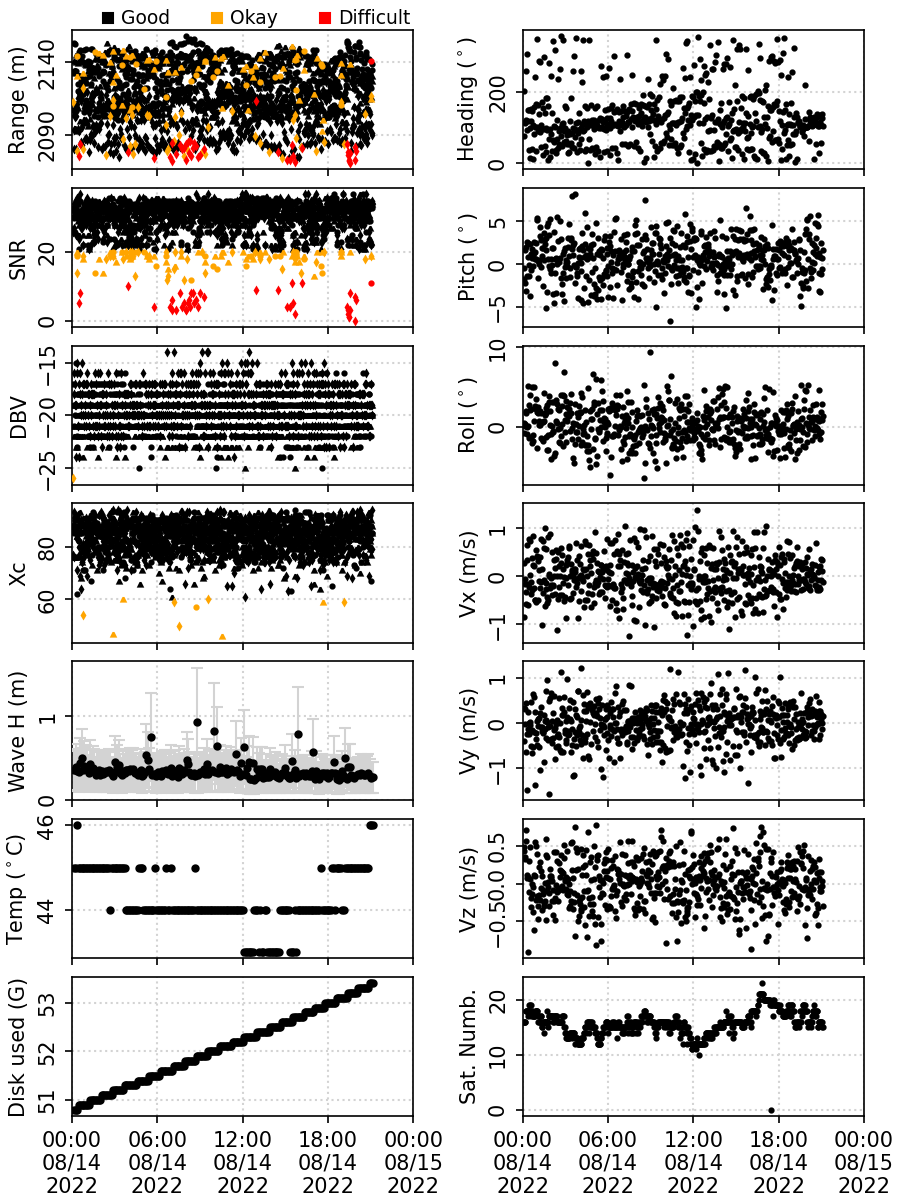 Good Okay Difficult
Range (m)
2140
2090
Heading (°)
200
0
SNR
20
0
Pitch (°)
5
0
−5
DBV
−15
−20
−25
Roll (°)
10
0
Xc
80
60
Vx (m/s)
1
0
−1
Wave H (m)
1
0
Vy (m/s)
1
0
−1
Temp (°C)
46
44
Vz (m/s)
0.5
0.0
−0.5
Disk used (G)
53
52
51
Sat. Numb.
20
10
0
00:00 06:00 12:00 18:00 00:00
08/14 08/14 08/14 08/14 08/15
2022 2022 2022 2022 2022
00:00 06:00 12:00 18:00 00:00
08/14 08/14 08/14 08/14 08/15
2022 2022 2022 2022 2022